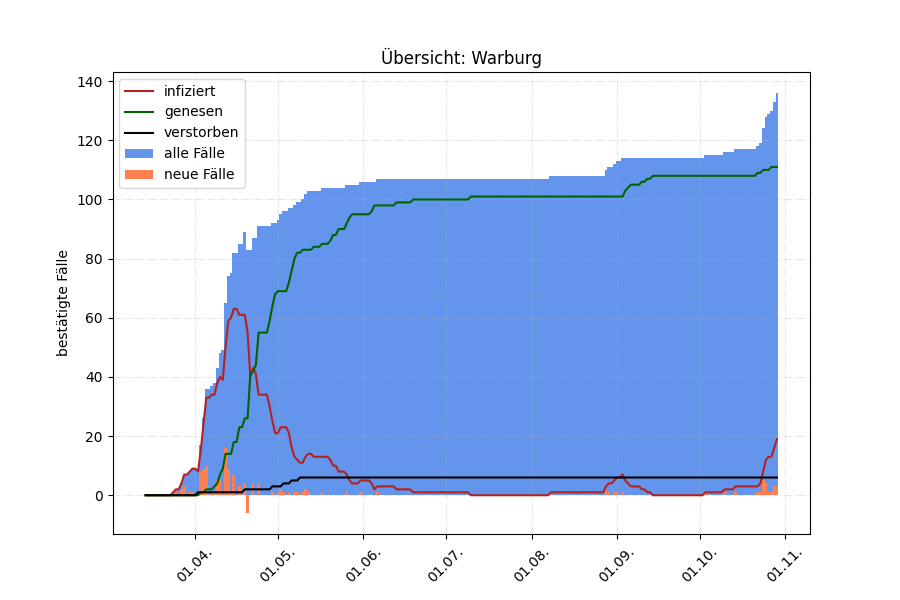 Übersicht: Warburg
bestätigte Fälle
140
120
100
80
60
40
20
0
infiziert
genesen
verstorben
alle Fälle
neue Fälle
01.04.
01.05.
01.06.
01.07.
01.08.
01.09.
01.10.
01.11.